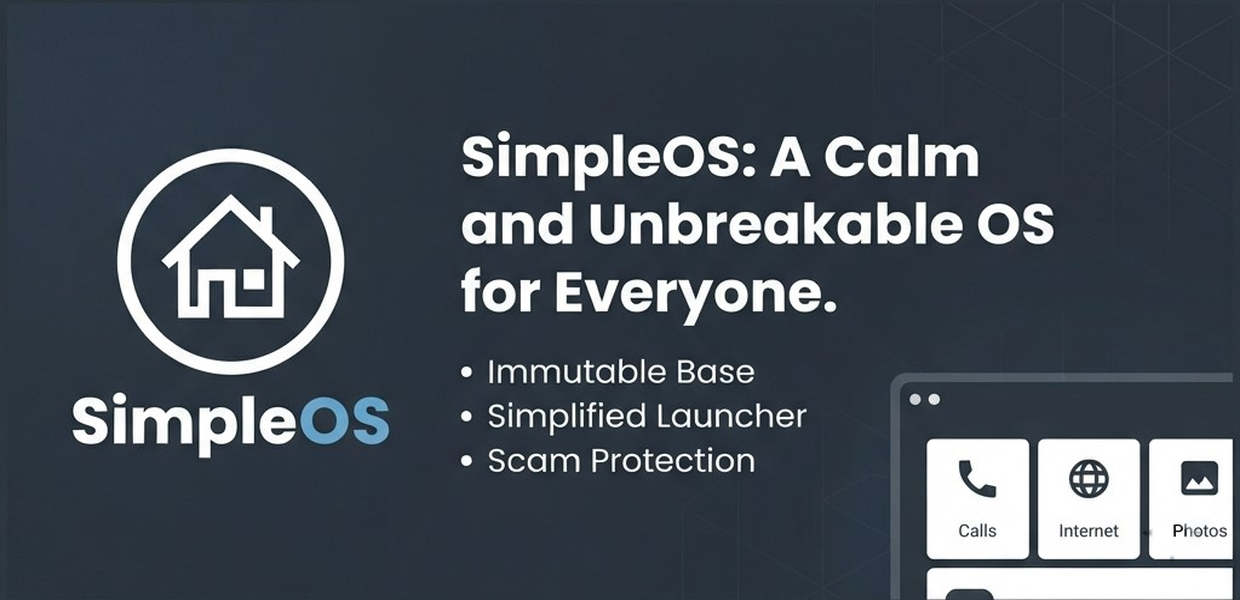 SimpleOS
SimpleOS: A Calm
and Unbreakable OS
for Everyone.
• Immutable Base
• Simplified Launcher
• Scam Protection
Calls
Internet
Photos